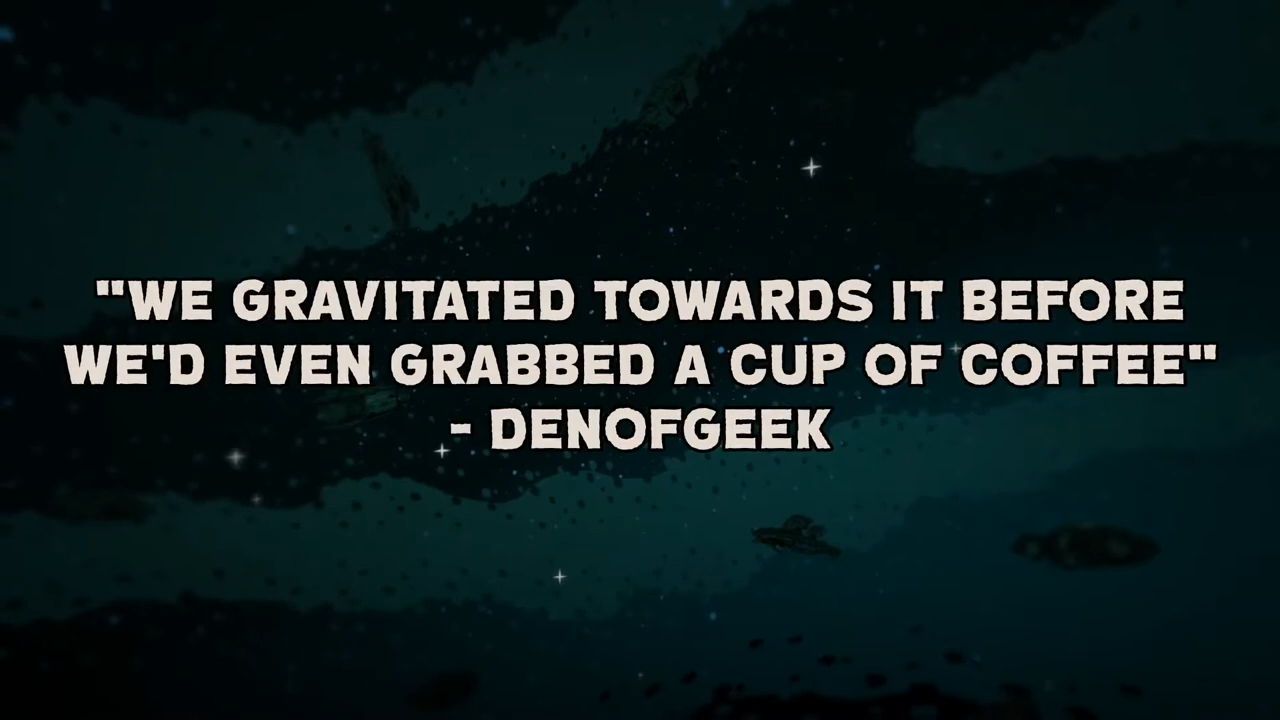 "WE GRAVITATED TOWARDS IT BEFORE
WE'D EVEN GRABBED A CUP OF COFFEE"
- DENOFGEEK